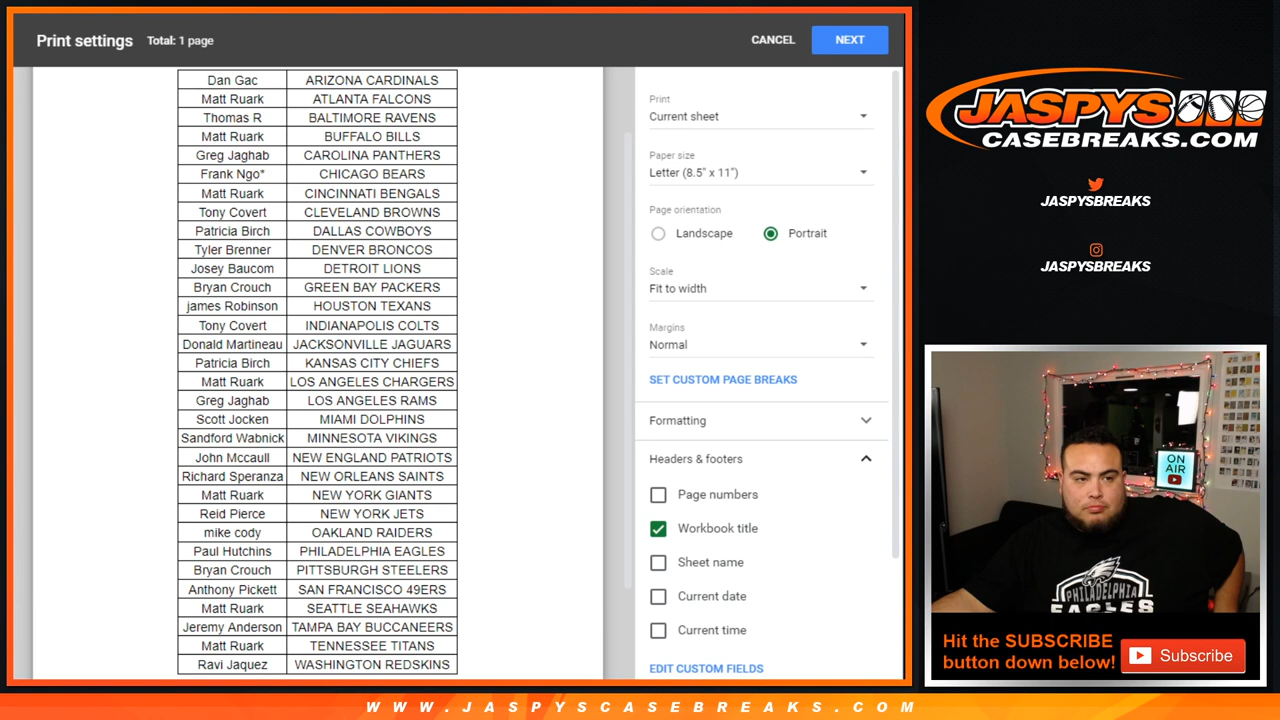 Print settings Total: 1 page CANCEL NEXT
Dan Gac ARIZONA CARDINALS
Matt Ruark ATLANTA FALCONS
Thomas R BALTIMORE RAVENS
Matt Ruark BUFFALO BILLS
Greg Jaghab CAROLINA PANTHERS
Frank Ngo* CHICAGO BEARS
Matt Ruark CINCINNATI BENGALS
Tony Covert CLEVELAND BROWNS
Patricia Birch DALLAS COWBOYS
Tyler Brenner DENVER BRONCOS
Josey Baucom DETROIT LIONS
Bryan Crouch GREEN BAY PACKERS
james Robinson HOUSTON TEXANS
Tony Covert INDIANAPOLIS COLTS
Donald Martineau JACKSONVILLE JAGUARS
Patricia Birch KANSAS CITY CHIEFS
Matt Ruark LOS ANGELES CHARGERS
Greg Jaghab LOS ANGELES RAMS
Scott Jocken MIAMI DOLPHINS
Sandford Wabnick MINNESOTA VIKINGS
John Mccaull NEW ENGLAND PATRIOTS
Richard Speranza NEW ORLEANS SAINTS
Matt Ruark NEW YORK GIANTS
Reid Pierce NEW YORK JETS
mike cody OAKLAND RAIDERS
Paul Hutchins PHILADELPHIA EAGLES
Bryan Crouch PITTSBURGH STEELERS
Anthony Pickett SAN FRANCISCO 49ERS
Matt Ruark SEATTLE SEAHAWKS
Jeremy Anderson TAMPA BAY BUCCANEERS
Matt Ruark TENNESSEE TITANS
Ravi Jaquez WASHINGTON REDSKINS
Print
Current sheet
Paper size
Letter (8.5" x 11")
Page orientation
Landscape Portrait
Scale
Fit to width
Margins
Normal
SET CUSTOM PAGE BREAKS
Formatting
Headers & footers
Page numbers
Workbook title
Sheet name
Current date
Current time
EDIT CUSTOM FIELDS
JASPYS
CASEBREAKS.COM
JASPYSBREAKS
JASPYSBREAKS
ON
AIR
PHILADELPHIA
EAGLES
Hit the SUBSCRIBE
button down below!
Subscribe
WWW.JASPYSCASEBREAKS.COM